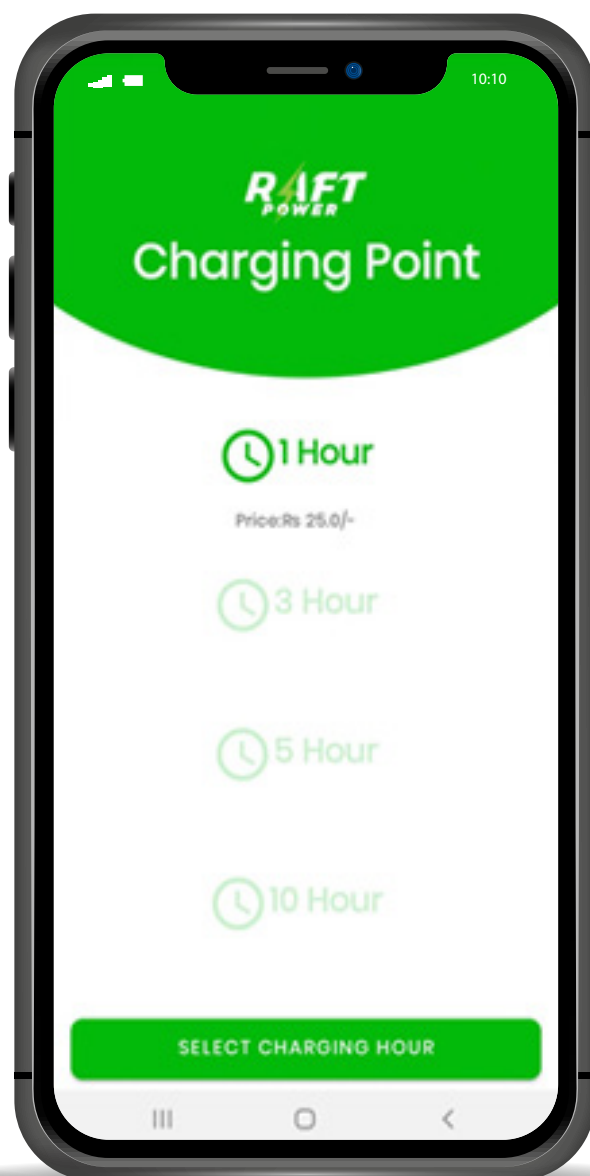 10:10
RAFT
POWER
Charging Point
1 Hour
Price:Rs 25.0/-
3 Hour
5 Hour
10 Hour
SELECT CHARGING HOUR